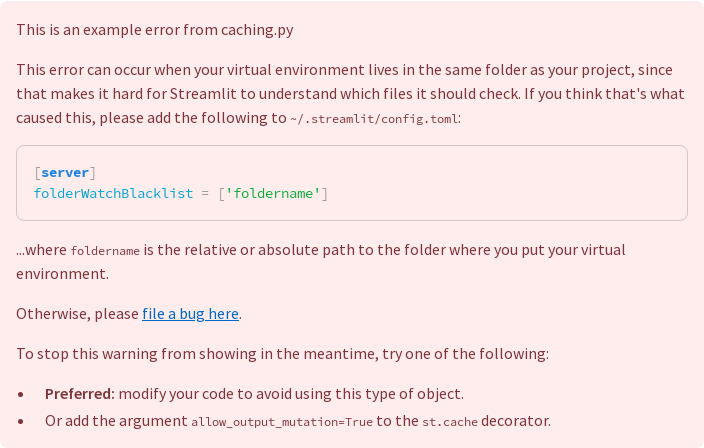 This is an example error from caching.py
This error can occur when your virtual environment lives in the same folder as your project, since
that makes it hard for Streamlit to understand which files it should check. If you think that's what
caused this, please add the following to ~/.streamlit/config.toml:
[server]
folderWatchBlacklist = ['foldername']
...where foldername is the relative or absolute path to the folder where you put your virtual
environment.
Otherwise, please file a bug here.
To stop this warning from showing in the meantime, try one of the following:
• Preferred: modify your code to avoid using this type of object.
• Or add the argument allow_output_mutation=True to the st.cache decorator.